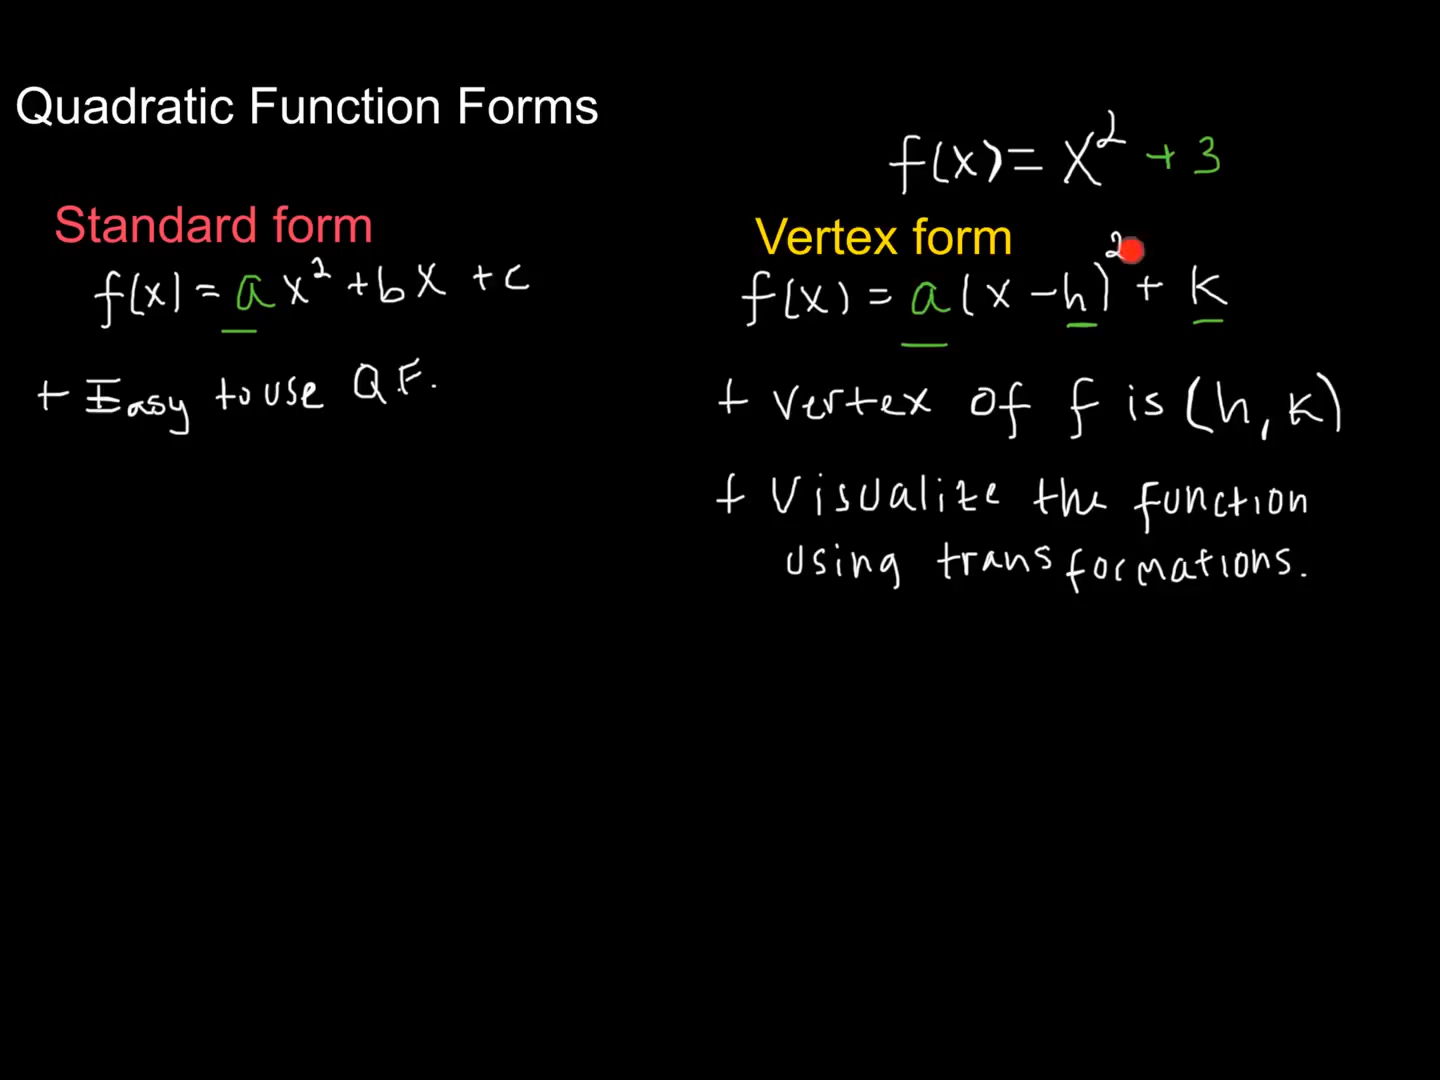 Quadratic Function Forms
f(x) = x² + 3
Standard form
f(x) = ax² + bx + c
+ Easy to use Q.F.
Vertex form
f(x) = a(x - h)² + k
+ Vertex of f is (h, k)
+ Visualize the function
using transformations.